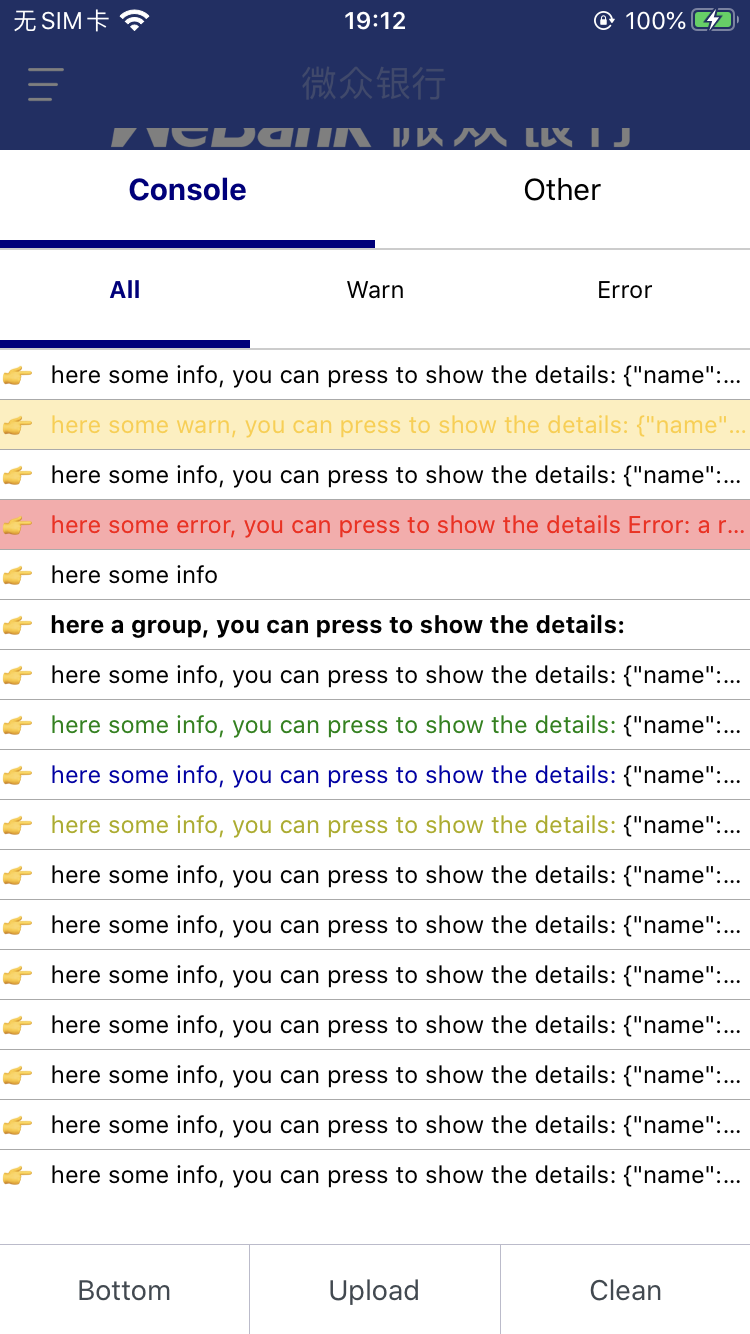 无SIM卡 19:12 100%
微众银行
WeBank 微众银行
Console Other
All Warn Error
here some info, you can press to show the details: {"name":...
here some warn, you can press to show the details: {"name"...
here some info, you can press to show the details: {"name":...
here some error, you can press to show the details Error: a r...
here some info
here a group, you can press to show the details:
here some info, you can press to show the details: {"name":...
here some info, you can press to show the details: {"name":...
here some info, you can press to show the details: {"name":...
here some info, you can press to show the details: {"name":...
here some info, you can press to show the details: {"name":...
here some info, you can press to show the details: {"name":...
here some info, you can press to show the details: {"name":...
here some info, you can press to show the details: {"name":...
here some info, you can press to show the details: {"name":...
here some info, you can press to show the details: {"name":...
here some info, you can press to show the details: {"name":...
Bottom Upload Clean